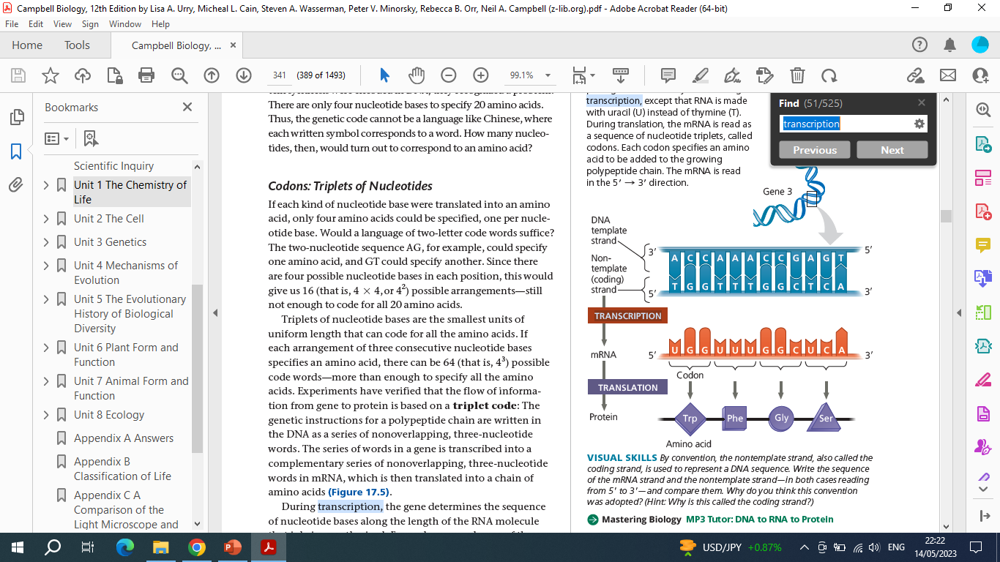 Campbell Biology, 12th Edition by Lisa A. Urry, Micheal L. Cain, Steven A. Wasserman, Peter V. Minorsky, Rebecca B. Orr, Neil A. Campbell (z-lib.org).pdf - Adobe Acrobat Reader (64-bit)
File Edit View Sign Window Help
Home Tools Campbell Biology, ...
341 (389 of 1493) 99.1%
Bookmarks
Scientific Inquiry
Unit 1 The Chemistry of
Life
Unit 2 The Cell
Unit 3 Genetics
Unit 4 Mechanisms of
Evolution
Unit 5 The Evolutionary
History of Biological
Diversity
Unit 6 Plant Form and
Function
Unit 7 Animal Form and
Function
Unit 8 Ecology
Appendix A Answers
Appendix B
Classification of Life
Appendix C A
Comparison of the
Light Microscope and
There are only four nucleotide bases to specify 20 amino acids.
Thus, the genetic code cannot be a language like Chinese, where
each written symbol corresponds to a word. How many nucleo-
tides, then, would turn out to correspond to an amino acid?
Codons: Triplets of Nucleotides
If each kind of nucleotide base were translated into an amino
acid, only four amino acids could be specified, one per nucle-
otide base. Would a language of two-letter code words suffice?
The two-nucleotide sequence AG, for example, could specify
one amino acid, and GT could specify another. Since there
are four possible nucleotide bases in each position, this would
give us 16 (that is, 4 × 4, or 4²) possible arrangements—still
not enough to code for all 20 amino acids.
Triplets of nucleotide bases are the smallest units of
uniform length that can code for all the amino acids. If
each arrangement of three consecutive nucleotide bases
specifies an amino acid, there can be 64 (that is, 4³) possible
code words—more than enough to specify all the amino
acids. Experiments have verified that the flow of informa-
tion from gene to protein is based on a triplet code: The
genetic instructions for a polypeptide chain are written in
the DNA as a series of nonoverlapping, three-nucleotide
words. The series of words in a gene is transcribed into a
complementary series of nonoverlapping, three-nucleotide
words in mRNA, which is then translated into a chain of
amino acids (Figure 17.5).
During transcription, the gene determines the sequence
of nucleotide bases along the length of the RNA molecule
transcription, except that RNA is made
with uracil (U) instead of thymine (T).
During translation, the mRNA is read as
a sequence of nucleotide triplets, called
codons. Each codon specifies an amino
acid to be added to the growing
polypeptide chain. The mRNA is read
in the 5′ → 3′ direction.
Find (51/525)
transcription
Previous Next
Gene 3
DNA
template
strand
3′ A C C A A A C C G A G T 5′
Non-
template
(coding)
strand
5′ T G G T T T G G C T C A 3′
TRANSCRIPTION
mRNA 5′ U G G U U U G G C U C A 3′
Codon
TRANSLATION
Protein Trp Phe Gly Ser
Amino acid
VISUAL SKILLS By convention, the nontemplate strand, also called the
coding strand, is used to represent a DNA sequence. Write the sequence
of the mRNA strand and the nontemplate strand—in both cases reading
from 5′ to 3′—and compare them. Why do you think this convention
was adopted? (Hint: Why is this called the coding strand?)
Mastering Biology MP3 Tutor: DNA to RNA to Protein
USD/JPY +0.87% ENG 22:22
14/05/2023